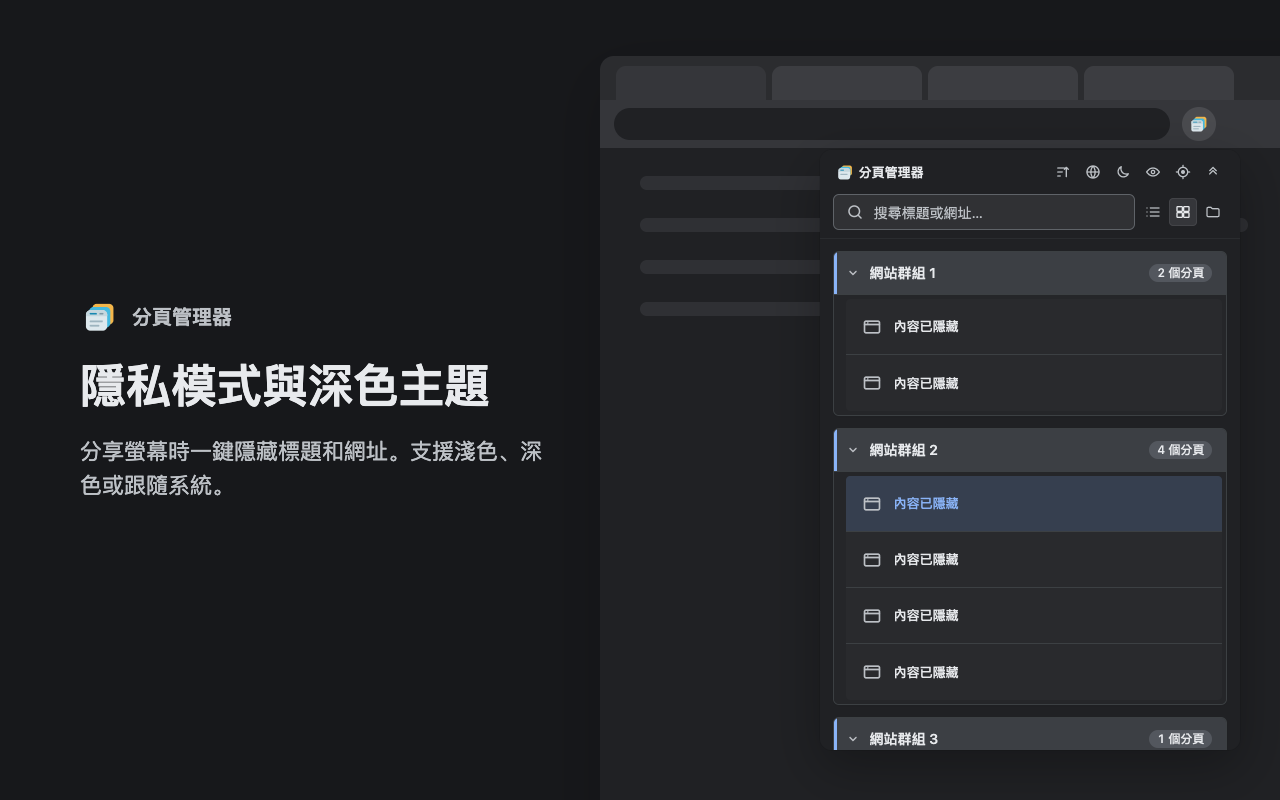 分頁管理器
隱私模式與深色主題
分享螢幕時一鍵隱藏標題和網址。支援淺色、深
色或跟隨系統。
分頁管理器
搜尋標題或網址...
網站群組 1
2 個分頁
內容已隱藏
內容已隱藏
網站群組 2
4 個分頁
內容已隱藏
內容已隱藏
內容已隱藏
內容已隱藏
網站群組 3
1 個分頁